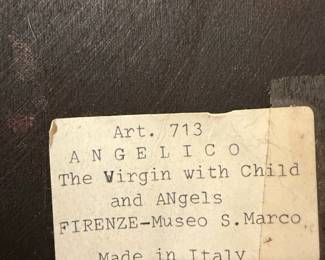 Art. 713
ANGELICO
The Virgin with Child
and ANgels
FIRENZE-Museo S.Marco
Made in Italy